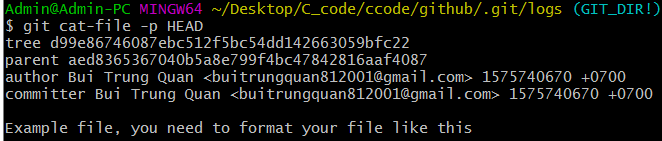 Admin@Admin-PC MINGW64 ~/Desktop/C_code/ccode/github/.git/logs (GIT_DIR!)
$ git cat-file -p HEAD
tree d99e86746087ebc512f5bc54dd142663059bfc22
parent aed8365367040b5a8e799f4bc47842816aaf4087
author Bui Trung Quan <buitrungquan812001@gmail.com> 1575740670 +0700
committer Bui Trung Quan <buitrungquan812001@gmail.com> 1575740670 +0700
Example file, you need to format your file like this